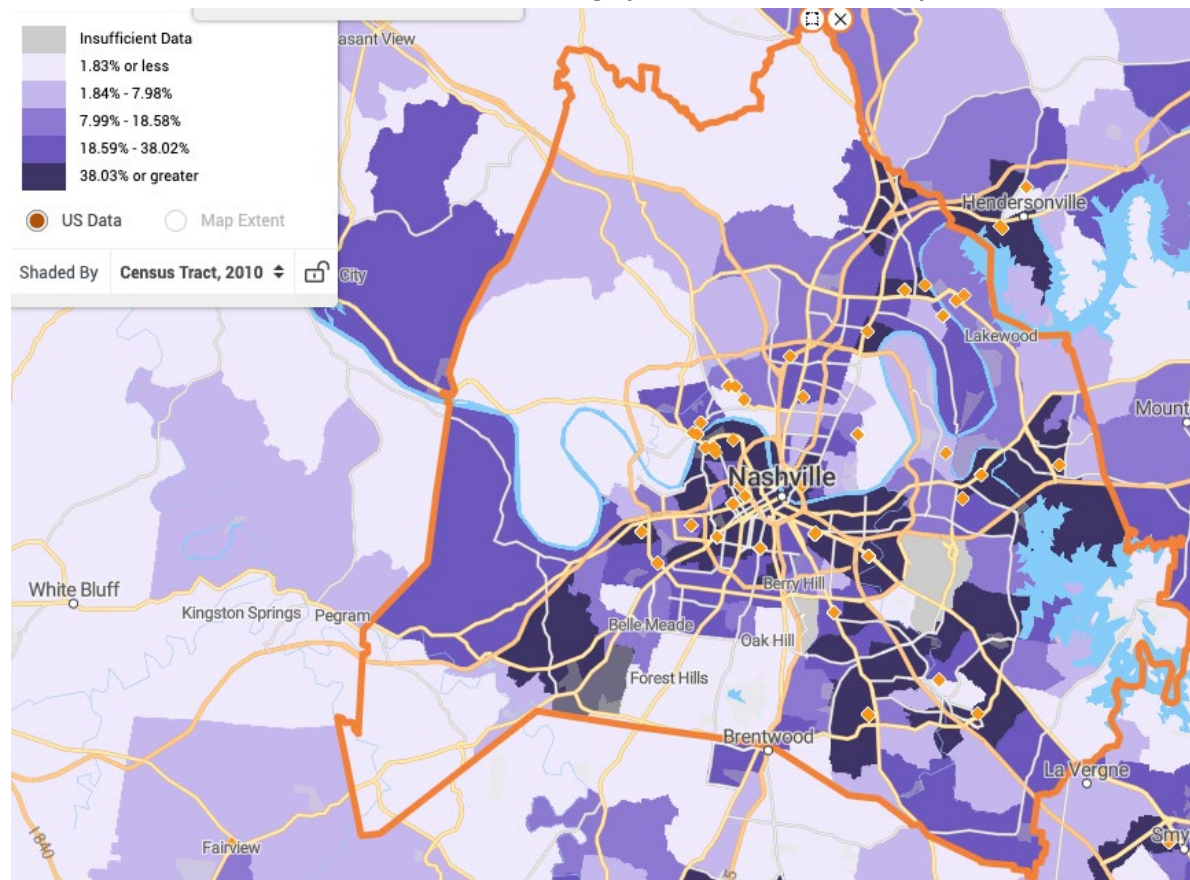 Insufficient Data
1.83% or less
1.84% - 7.98%
7.99% - 18.58%
18.59% - 38.02%
38.03% or greater
US Data
Map Extent
Shaded By
Census Tract, 2010
asant View
City
Hendersonville
Lakewood
Mount
Nashville
White Bluff
Kingston Springs
Pegram
Berry Hill
Belle Meade
Oak Hill
Forest Hills
Brentwood
La Vergne
Fairview
I 840
Smy
5